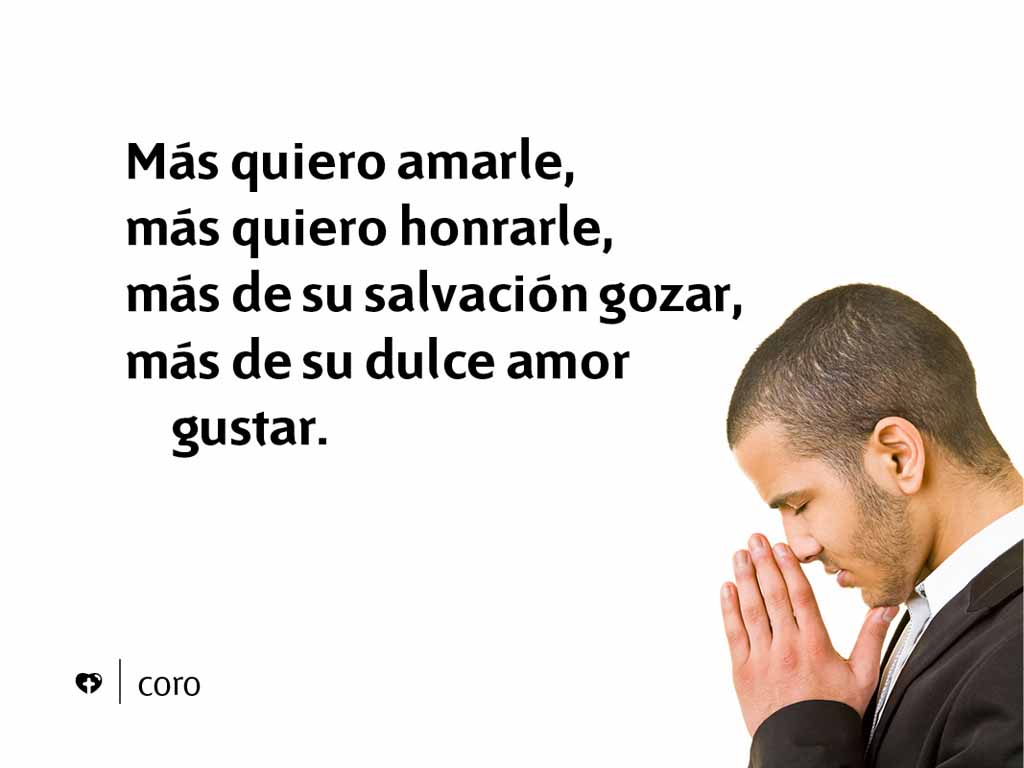 Más quiero amarle,
más quiero honrarle,
más de su salvación gozar,
más de su dulce amor
gustar.
coro